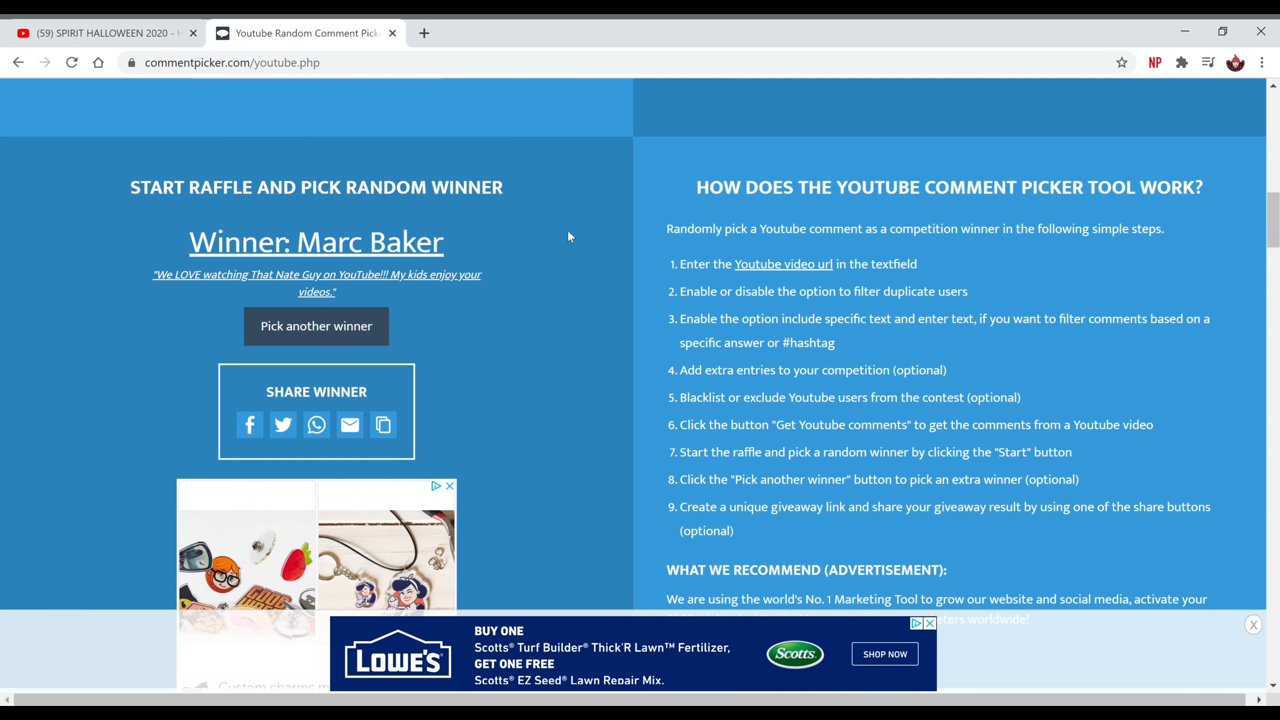 (59) SPIRIT HALLOWEEN 2020 -
Youtube Random Comment Pick
commentpicker.com/youtube.php
NP
START RAFFLE AND PICK RANDOM WINNER
Winner: Marc Baker
"We LOVE watching That Nate Guy on YouTube!!! My kids enjoy your
videos."
Pick another winner
SHARE WINNER
HOW DOES THE YOUTUBE COMMENT PICKER TOOL WORK?
Randomly pick a Youtube comment as a competition winner in the following simple steps.
1. Enter the Youtube video url in the textfield
2. Enable or disable the option to filter duplicate users
3. Enable the option include specific text and enter text, if you want to filter comments based on a
specific answer or #hashtag
4. Add extra entries to your competition (optional)
5. Blacklist or exclude Youtube users from the contest (optional)
6. Click the button "Get Youtube comments" to get the comments from a Youtube video
7. Start the raffle and pick a random winner by clicking the "Start" button
8. Click the "Pick another winner" button to pick an extra winner (optional)
9. Create a unique giveaway link and share your giveaway result by using one of the share buttons
(optional)
WHAT WE RECOMMEND (ADVERTISEMENT):
We are using the world's No. 1 Marketing Tool to grow our website and social media, activate your
worldwide!
LOWE'S
BUY ONE
Scotts® Turf Builder® Thick'R Lawn™ Fertilizer,
GET ONE FREE
Scotts® EZ Seed® Lawn Repair Mix.
Scotts
SHOP NOW
Custom charms